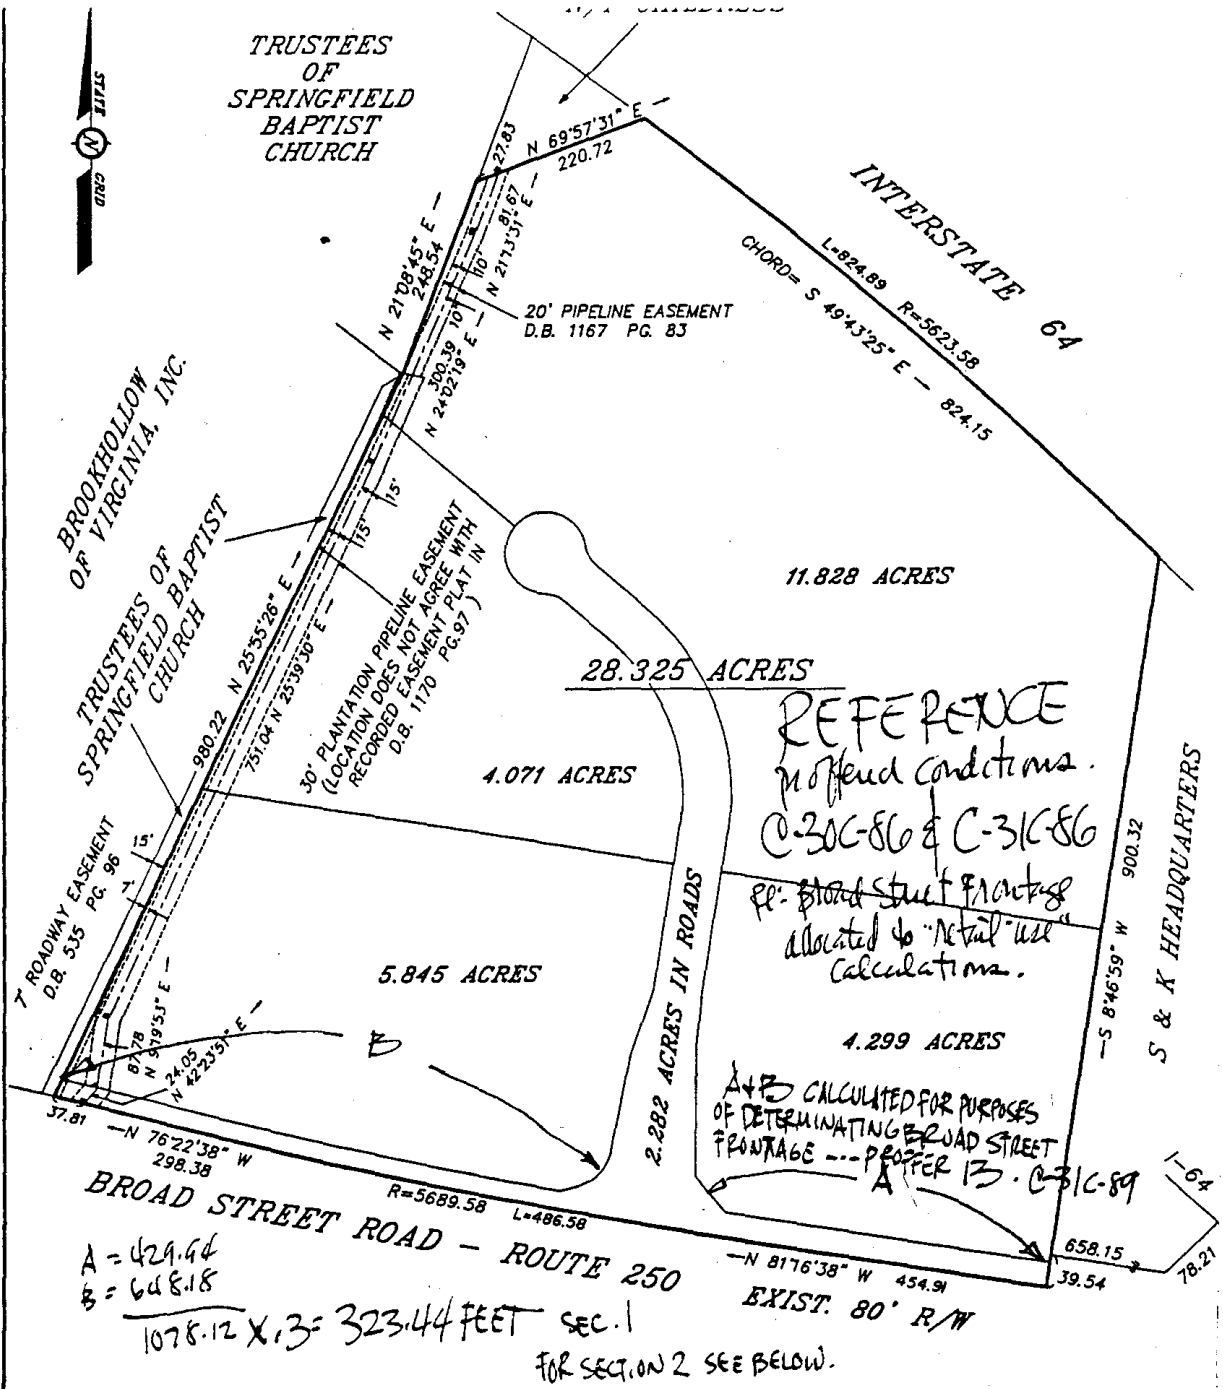 TRUSTEES
OF
SPRINGFIELD
BAPTIST
CHURCH
STATE
N
GRID
27.83
N 69°57'31" E
220.72
INTERSTATE 64
L=824.89 R=5623.58
CHORD= S 49°43'25" E — 824.15
N 21°08'45" E
248.54
81.67
N 21°13'31" E
10'
10'
20' PIPELINE EASEMENT
D.B. 1167 PG. 83
300.39
N 24°02'19" E
BROOKHOLLOW
OF VIRGINIA, INC.
TRUSTEES OF
SPRINGFIELD BAPTIST
CHURCH
15'
15'
30' PLANTATION PIPELINE EASEMENT
(LOCATION DOES NOT AGREE WITH
RECORDED EASEMENT PLAT IN
D.B. 1170 PG.97 )
980.22 N 25°55'26" E
751.04 N 25°39'30" E
11.828 ACRES
28.325 ACRES
REFERENCE
proffered conditions.
C-30C-86 & C-31C-86
Re: Broad Street Frontage
allocated to "retail use"
Calculations.
4.071 ACRES
900.32
—S 8°46'59" W
S & K HEADQUARTERS
15'
7'
7' ROADWAY EASEMENT
D.B. 535 PG. 96
5.845 ACRES
2.282 ACRES IN ROADS
4.299 ACRES
87.78
N 9°19'53" E
24.05
N 42°23'51" E
B
A+B CALCULATED FOR PURPOSES
OF DETERMINATING BROAD STREET
FRONTAGE --- PROFFER 13. C-31C-89
A
37.81
—N 76°22'38" W
298.38
R=5689.58 L=486.58
—N 81°16'38" W 454.91
658.15
39.54
I-64
78.21
BROAD STREET ROAD - ROUTE 250
EXIST. 80' R/W
A = 429.94
B = 648.18
1078.12 X .3 = 323.44 FEET SEC. 1
FOR SECTION 2 SEE BELOW.